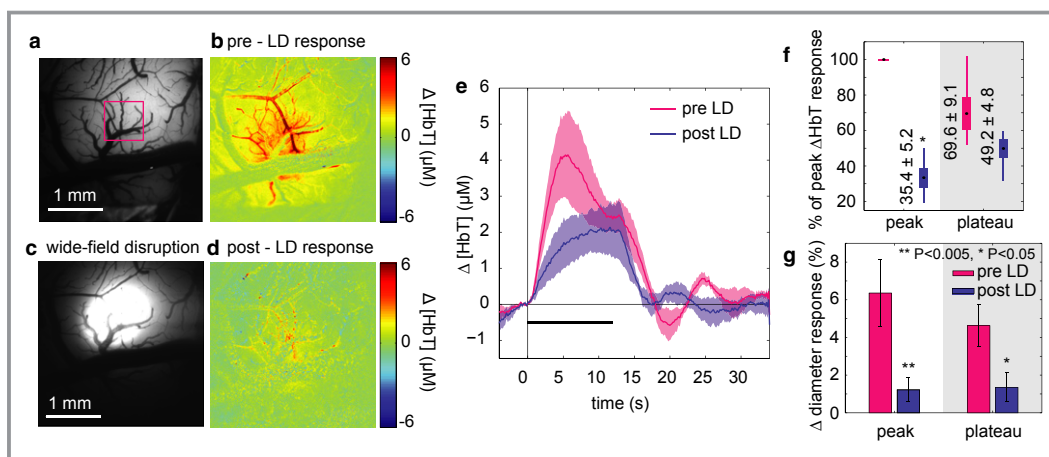 a
b pre - LD response
1 mm
6
3
0
-3
-6
Δ [HbT] (µM)
c wide-field disruption
d post - LD response
1 mm
6
3
0
-3
-6
Δ [HbT] (µM)
e
pre LD
post LD
6
5
4
3
2
1
0
−1
Δ [HbT] (µM)
0 5 10 15 20 25 30
time (s)
f
% of peak ΔHbT response
100
80
60
40
20
35.4 ± 5.2
*
69.6 ± 9.1
49.2 ± 4.8
peak plateau
g
Δ diameter response (%)
** P<0.005, * P<0.05
pre LD
post LD
8
6
4
2
0
**
*
peak plateau